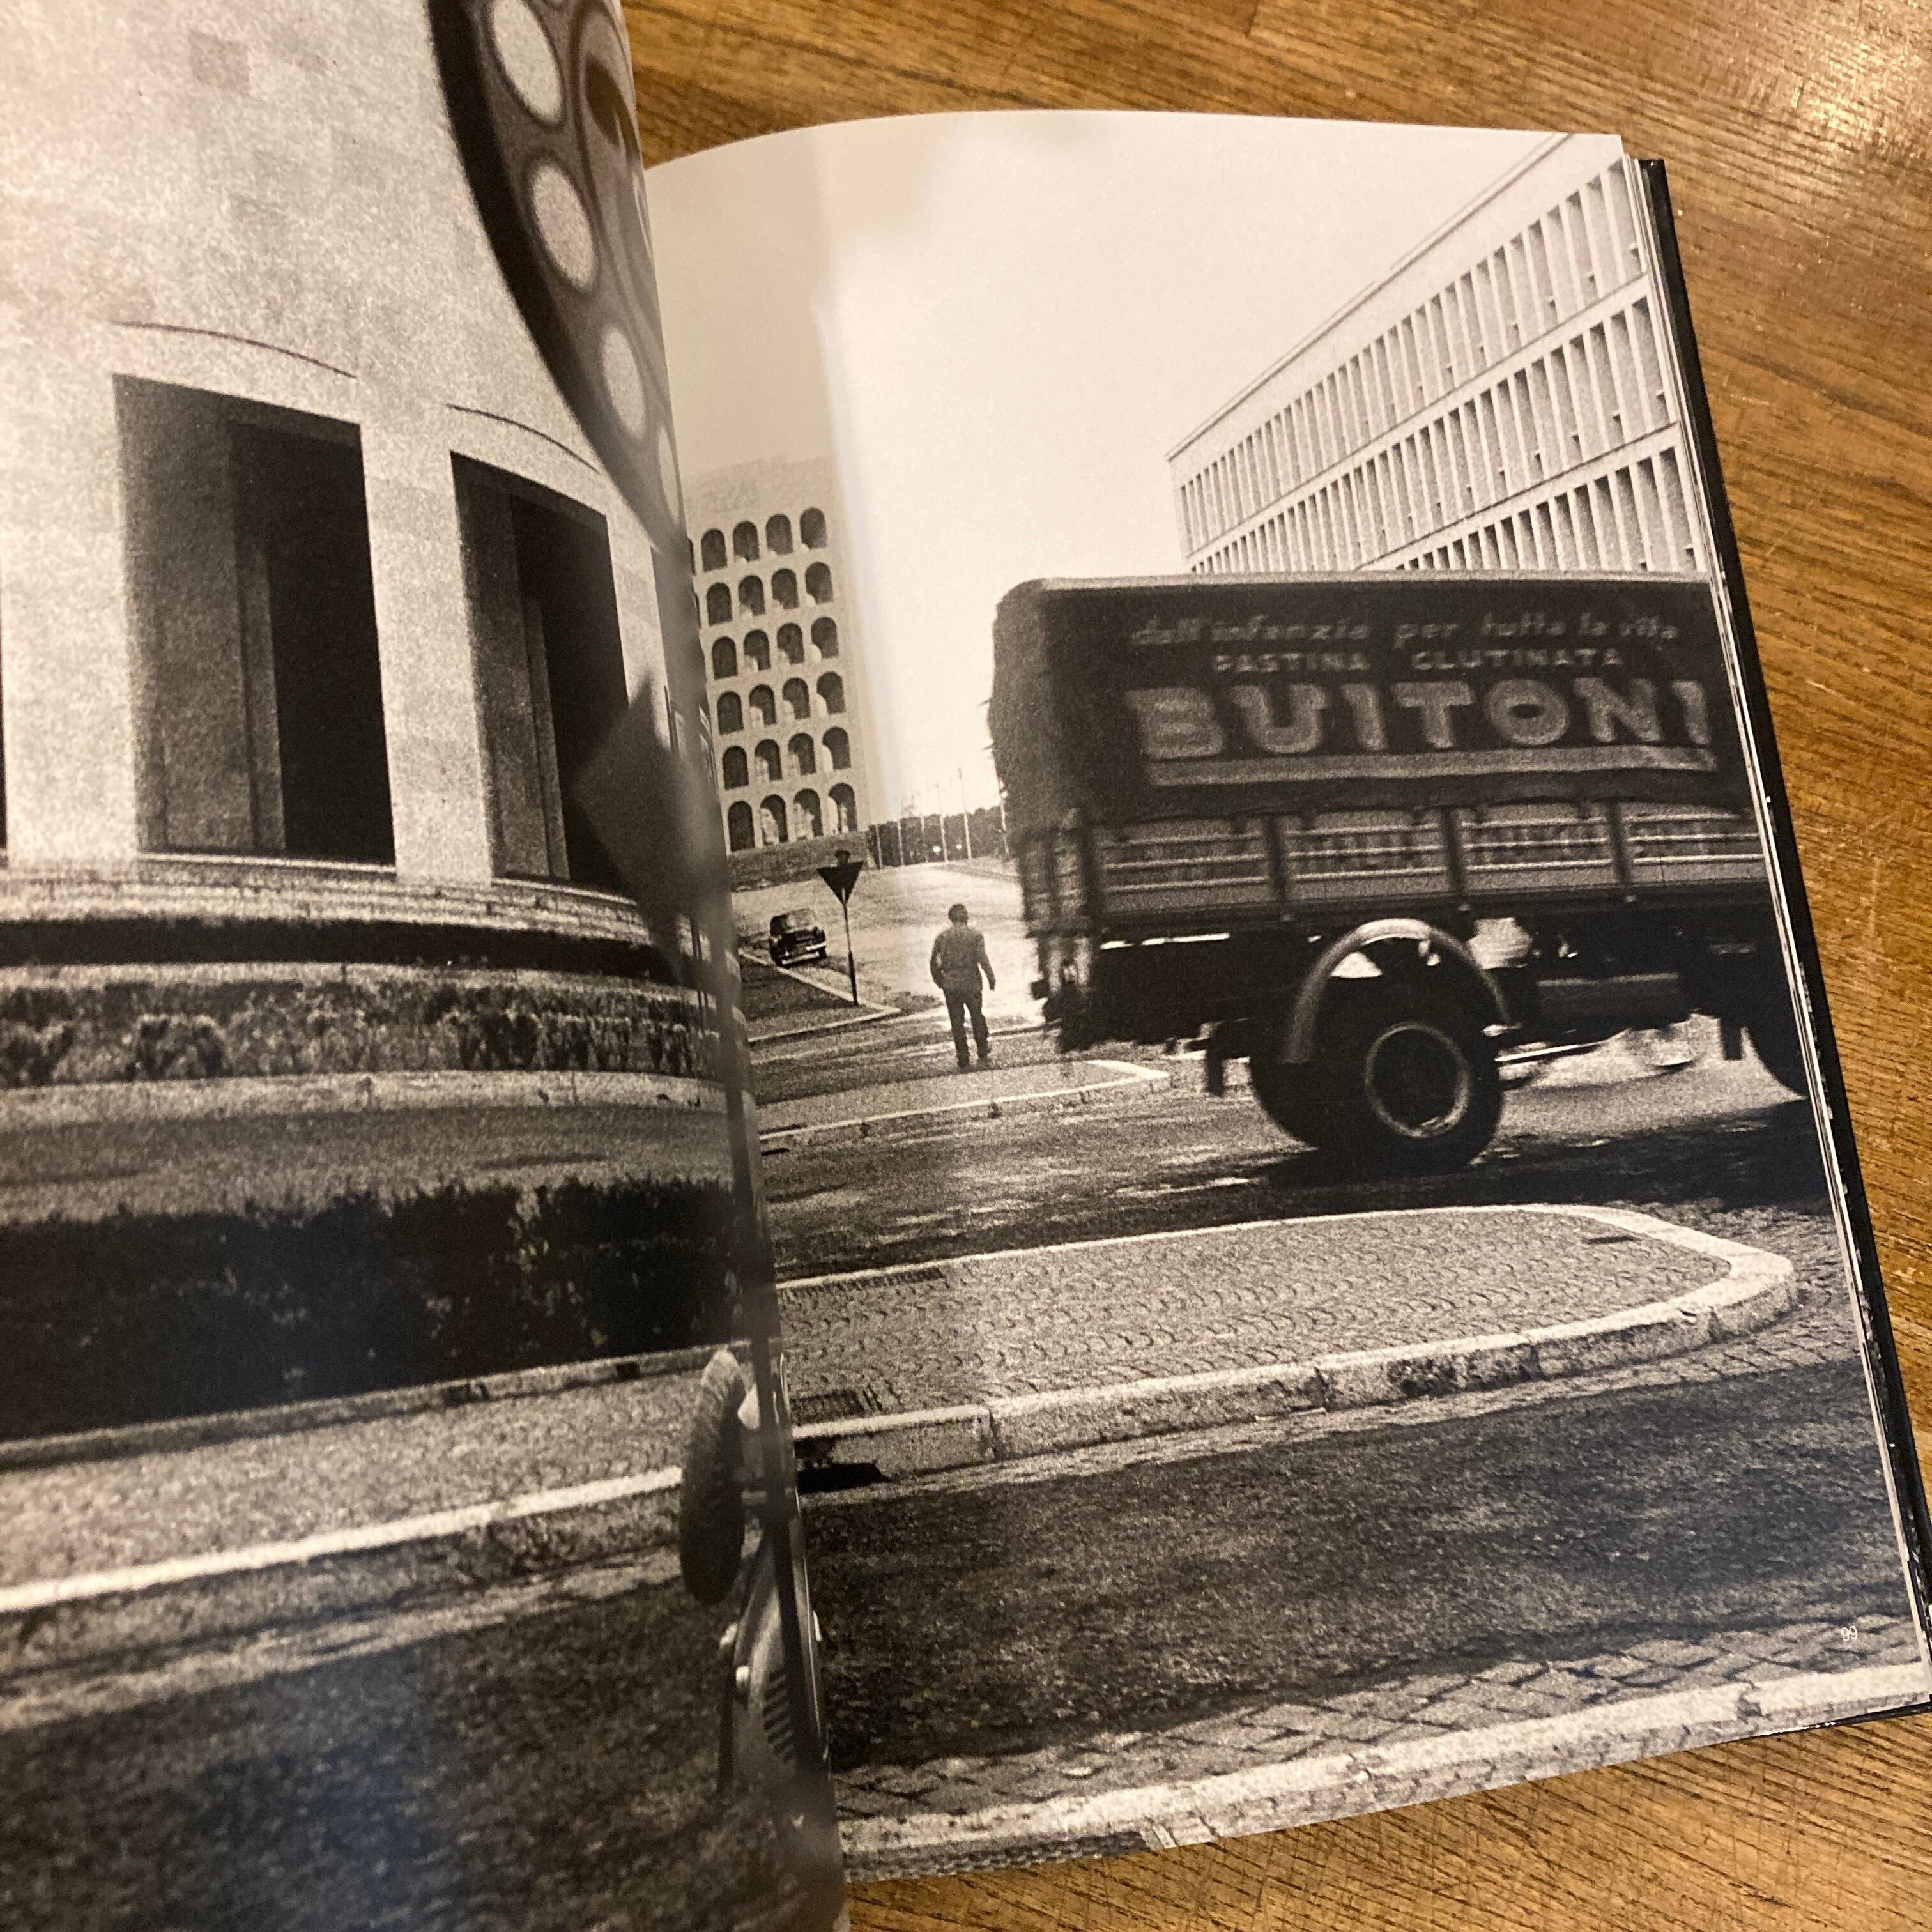 dall'infanzia per tutta la vita
PASTINA GLUTINATA
BUITONI
99